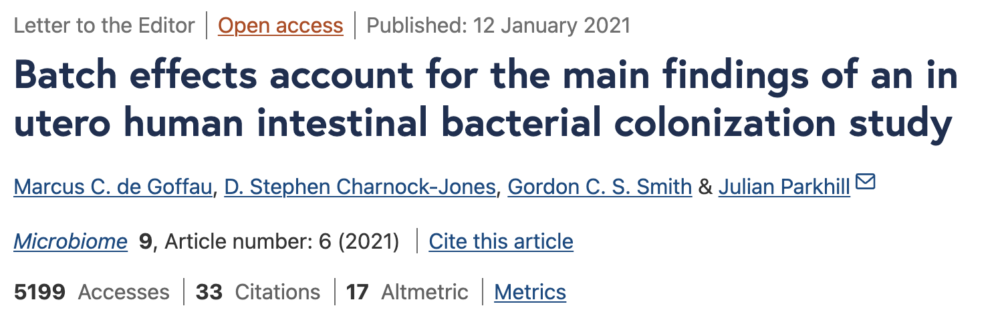 Letter to the Editor | Open access | Published: 12 January 2021
Batch effects account for the main findings of an in
utero human intestinal bacterial colonization study
Marcus C. de Goffau, D. Stephen Charnock-Jones, Gordon C. S. Smith & Julian Parkhill
Microbiome 9, Article number: 6 (2021) | Cite this article
5199 Accesses | 33 Citations | 17 Altmetric | Metrics